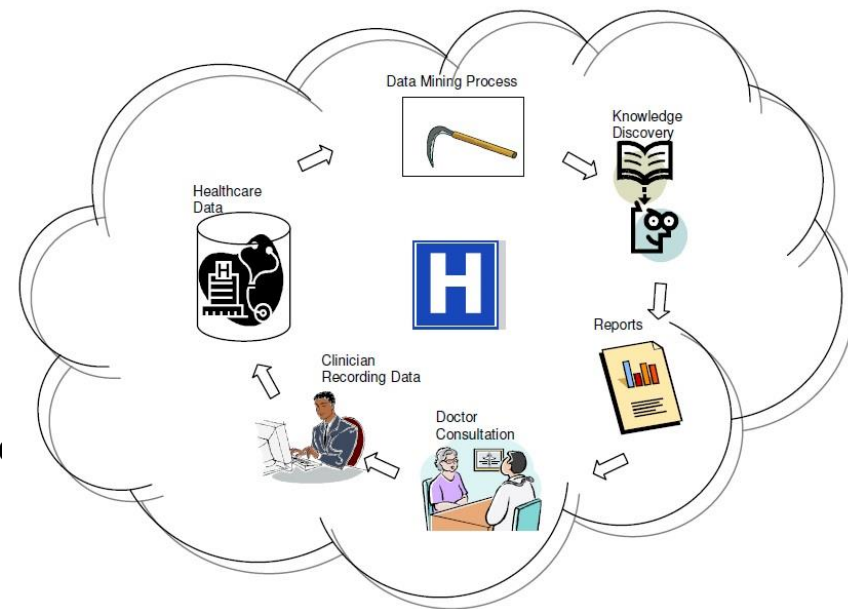 Data Mining Process
Knowledge
Discovery
Healthcare
Data
H
H
Reports
Clinician
Recording Data
Doctor
Consultation